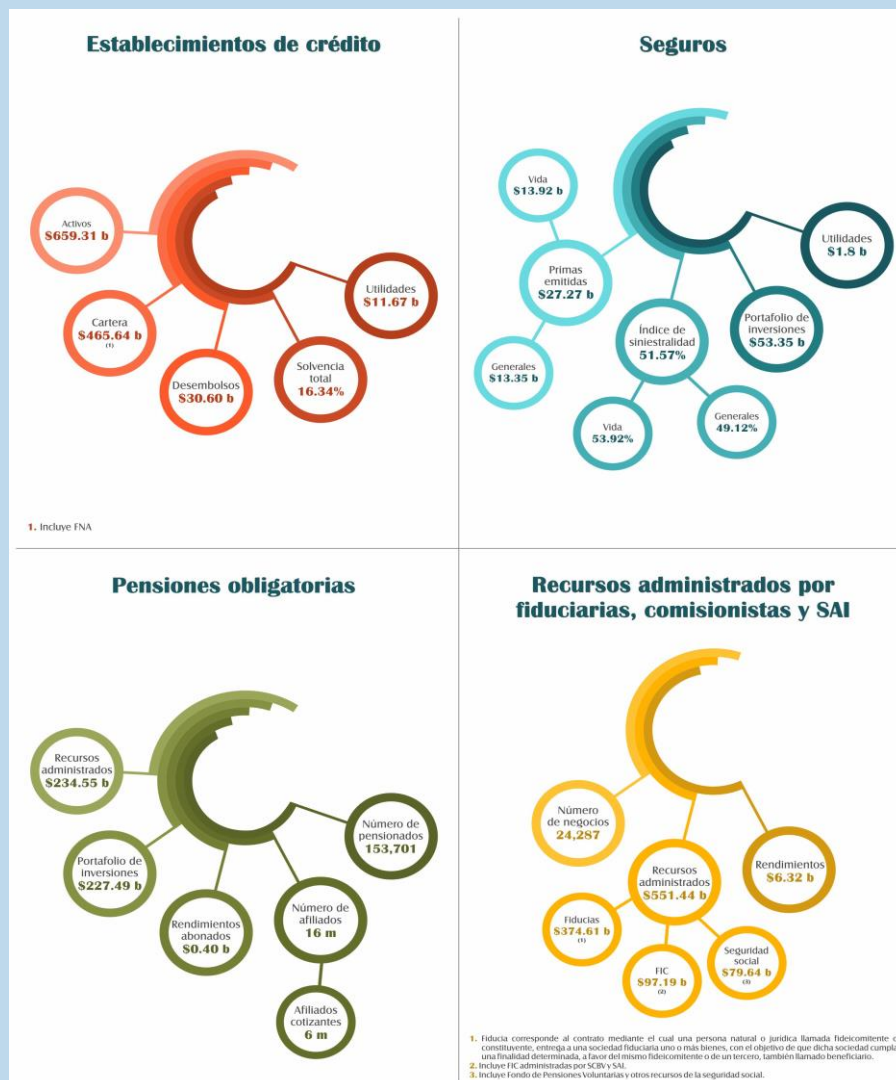 Establecimientos de crédito
Activos
$659.31 b
Cartera
$465.64 b
(1)
Desembolsos
$30.60 b
Solvencia
total
16.34%
Utilidades
$11.67 b
1. Incluye FNA
Seguros
Vida
$13.92 b
Primas
emitidas
$27.27 b
Generales
$13.35 b
Índice de
siniestralidad
51.57%
Vida
53.92%
Generales
49.12%
Portafolio de
inversiones
$53.35 b
Utilidades
$1.8 b
Pensiones obligatorias
Recursos
administrados
$234.55 b
Portafolio de
inversiones
$227.49 b
Rendimientos
abonados
$0.40 b
Número de
afiliados
16 m
Afiliados
cotizantes
6 m
Número de
pensionados
153,701
Recursos administrados por
fiduciarias, comisionistas y SAI
Número
de negocios
24,287
Recursos
administrados
$551.44 b
Fiducias
$374.61 b
(1)
FIC
$97.19 b
(2)
Seguridad
social
$79.64 b
(3)
Rendimientos
$6.32 b
1. Fiducia corresponde al contrato mediante el cual una persona natural o jurídica llamada fideicomitente o
constituyente, entrega a una sociedad fiduciaria uno o más bienes, con el objetivo de que dicha sociedad cumpla
una finalidad determinada, a favor del mismo fideicomitente o de un tercero, también llamado beneficiario.
2. Incluye FIC administradas por SCBV y SAI.
3. Incluye Fondo de Pensiones Voluntarias y otros recursos de la seguridad social.